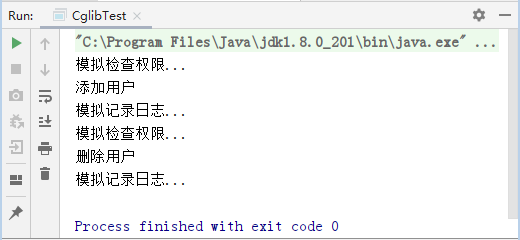 Run: CglibTest
"C:\Program Files\Java\jdk1.8.0_201\bin\java.exe" ...
模拟检查权限...
添加用户
模拟记录日志...
模拟检查权限...
删除用户
模拟记录日志...
Process finished with exit code 0